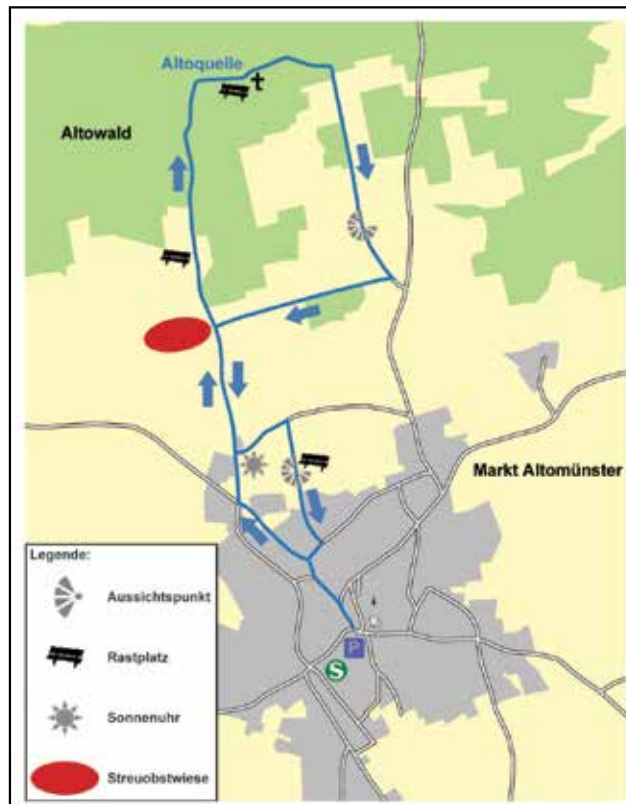 Altoquelle
Altowald
Markt Altomünster
P
S
Legende:
Aussichtspunkt
Rastplatz
Sonnenuhr
Streuobstwiese